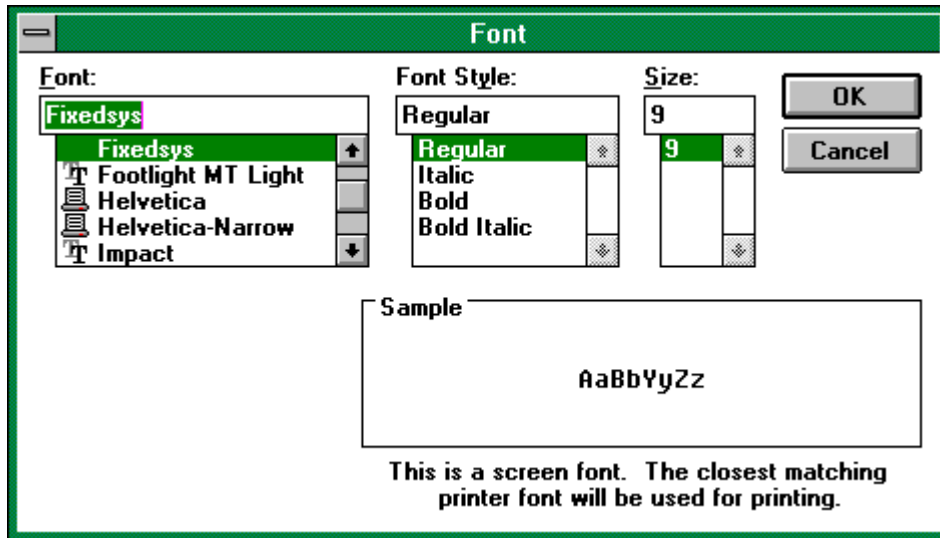 Font
Font:
Fixedsys
Fixedsys
Footlight MT Light
Helvetica
Helvetica-Narrow
Impact
Font Style:
Regular
Regular
Italic
Bold
Bold Italic
Size:
9
9
OK
Cancel
Sample
AaBbYyZz
This is a screen font. The closest matching
printer font will be used for printing.